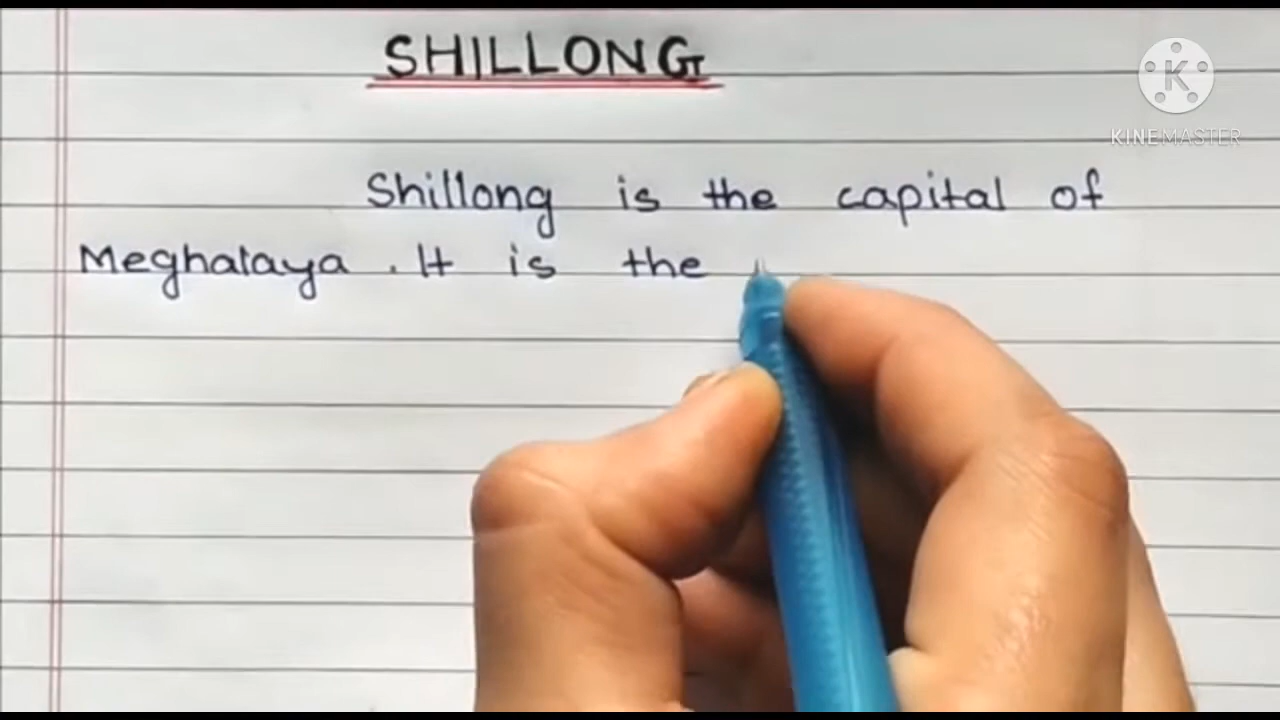 SHILLONG
K
KINEMASTER
Shillong is the capital of
Meghalaya . It is the